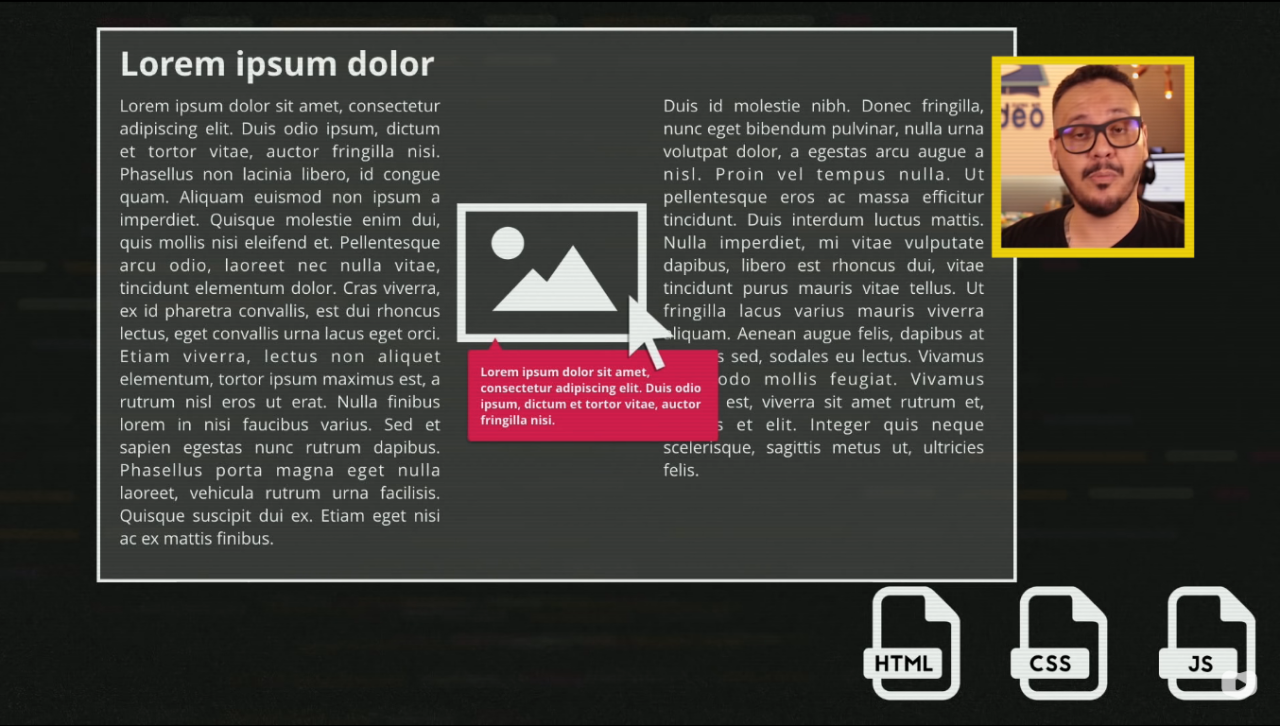 Lorem ipsum dolor
Lorem ipsum dolor sit amet, consectetur
adipiscing elit. Duis odio ipsum, dictum
et tortor vitae, auctor fringilla nisi.
Phasellus non lacinia libero, id congue
quam. Aliquam euismod non ipsum a
imperdiet. Quisque molestie enim dui,
quis mollis nisi eleifend et. Pellentesque
arcu odio, laoreet nec nulla vitae,
tincidunt elementum dolor. Cras viverra,
ex id pharetra convallis, est dui rhoncus
lectus, eget convallis urna lacus eget orci.
Etiam viverra, lectus non aliquet
elementum, tortor ipsum maximus est, a
rutrum nisl eros ut erat. Nulla finibus
lorem in nisi faucibus varius. Sed et
sapien egestas nunc rutrum dapibus.
Phasellus porta magna eget nulla
laoreet, vehicula rutrum urna facilisis.
Quisque suscipit dui ex. Etiam eget nisi
ac ex mattis finibus.
Lorem ipsum dolor sit amet,
consectetur adipiscing elit. Duis odio
ipsum, dictum et tortor vitae, auctor
fringilla nisi.
Duis id molestie nibh. Donec fringilla,
nunc eget bibendum pulvinar, nulla urna
volutpat dolor, a egestas arcu augue a
nisl. Proin vel tempus nulla. Ut
pellentesque eros ac massa efficitur
tincidunt. Duis interdum luctus mattis.
Nulla imperdiet, mi vitae vulputate
dapibus, libero est rhoncus dui, vitae
tincidunt purus mauris vitae tellus. Ut
fringilla lacus varius mauris viverra
aliquam. Aenean augue felis, dapibus at
sed, sodales eu lectus. Vivamus
mollis feugiat. Vivamus
est, viverra sit amet rutrum et,
et elit. Integer quis neque
scelerisque, sagittis metus ut, ultricies
felis.
HTML
CSS
JS